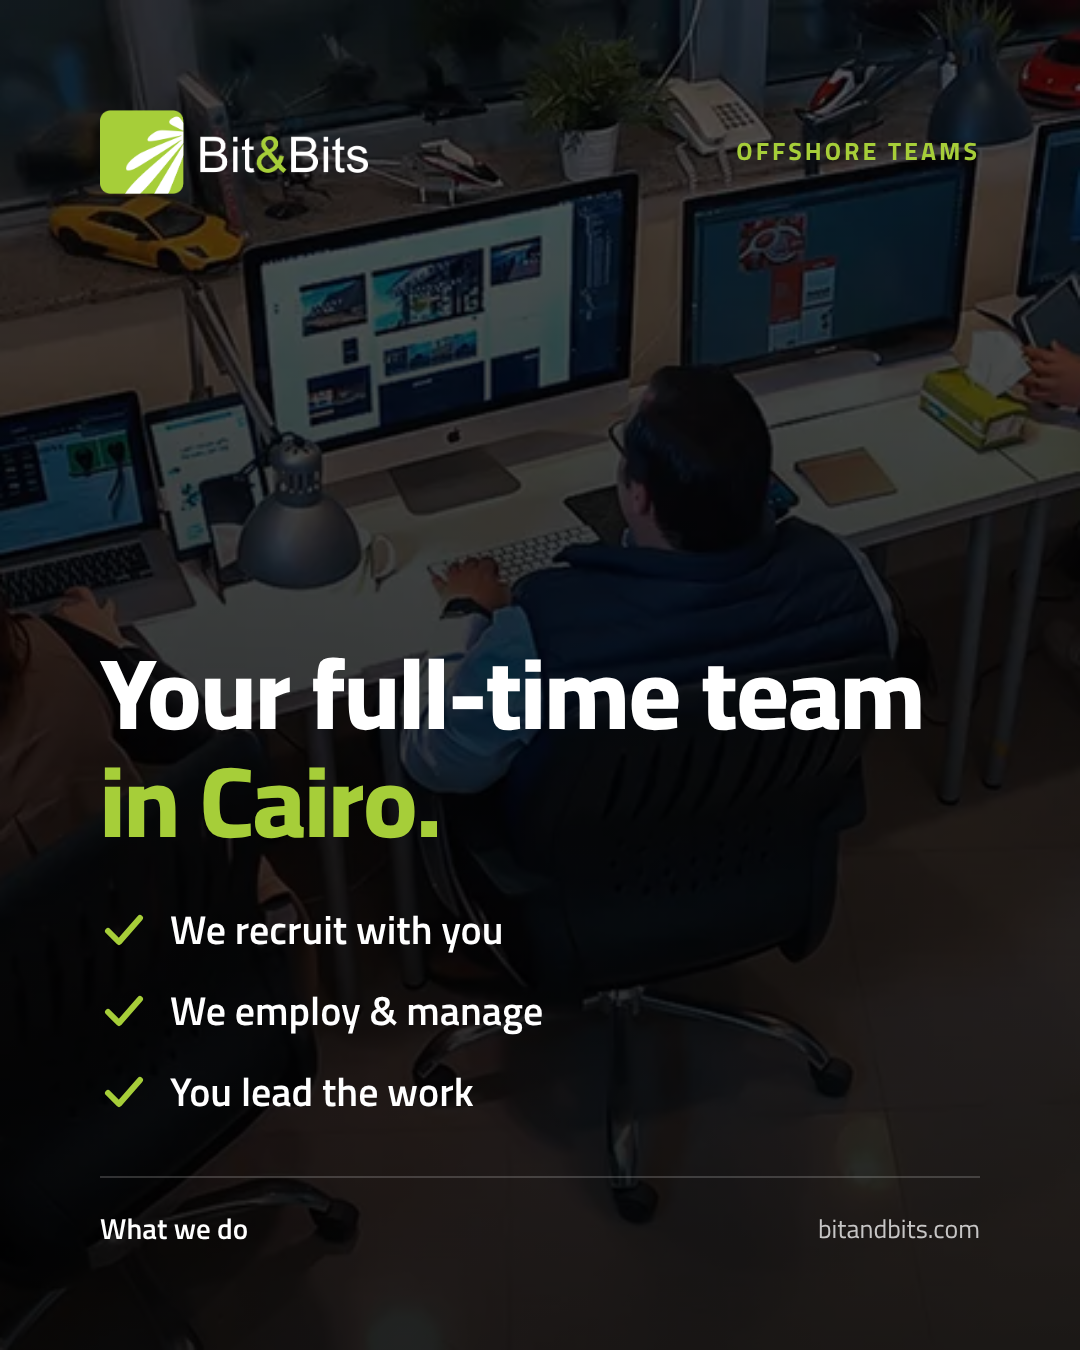 Bit&Bits
OFFSHORE TEAMS
Your full-time team
in Cairo.
We recruit with you
We employ & manage
You lead the work
What we do
bitandbits.com